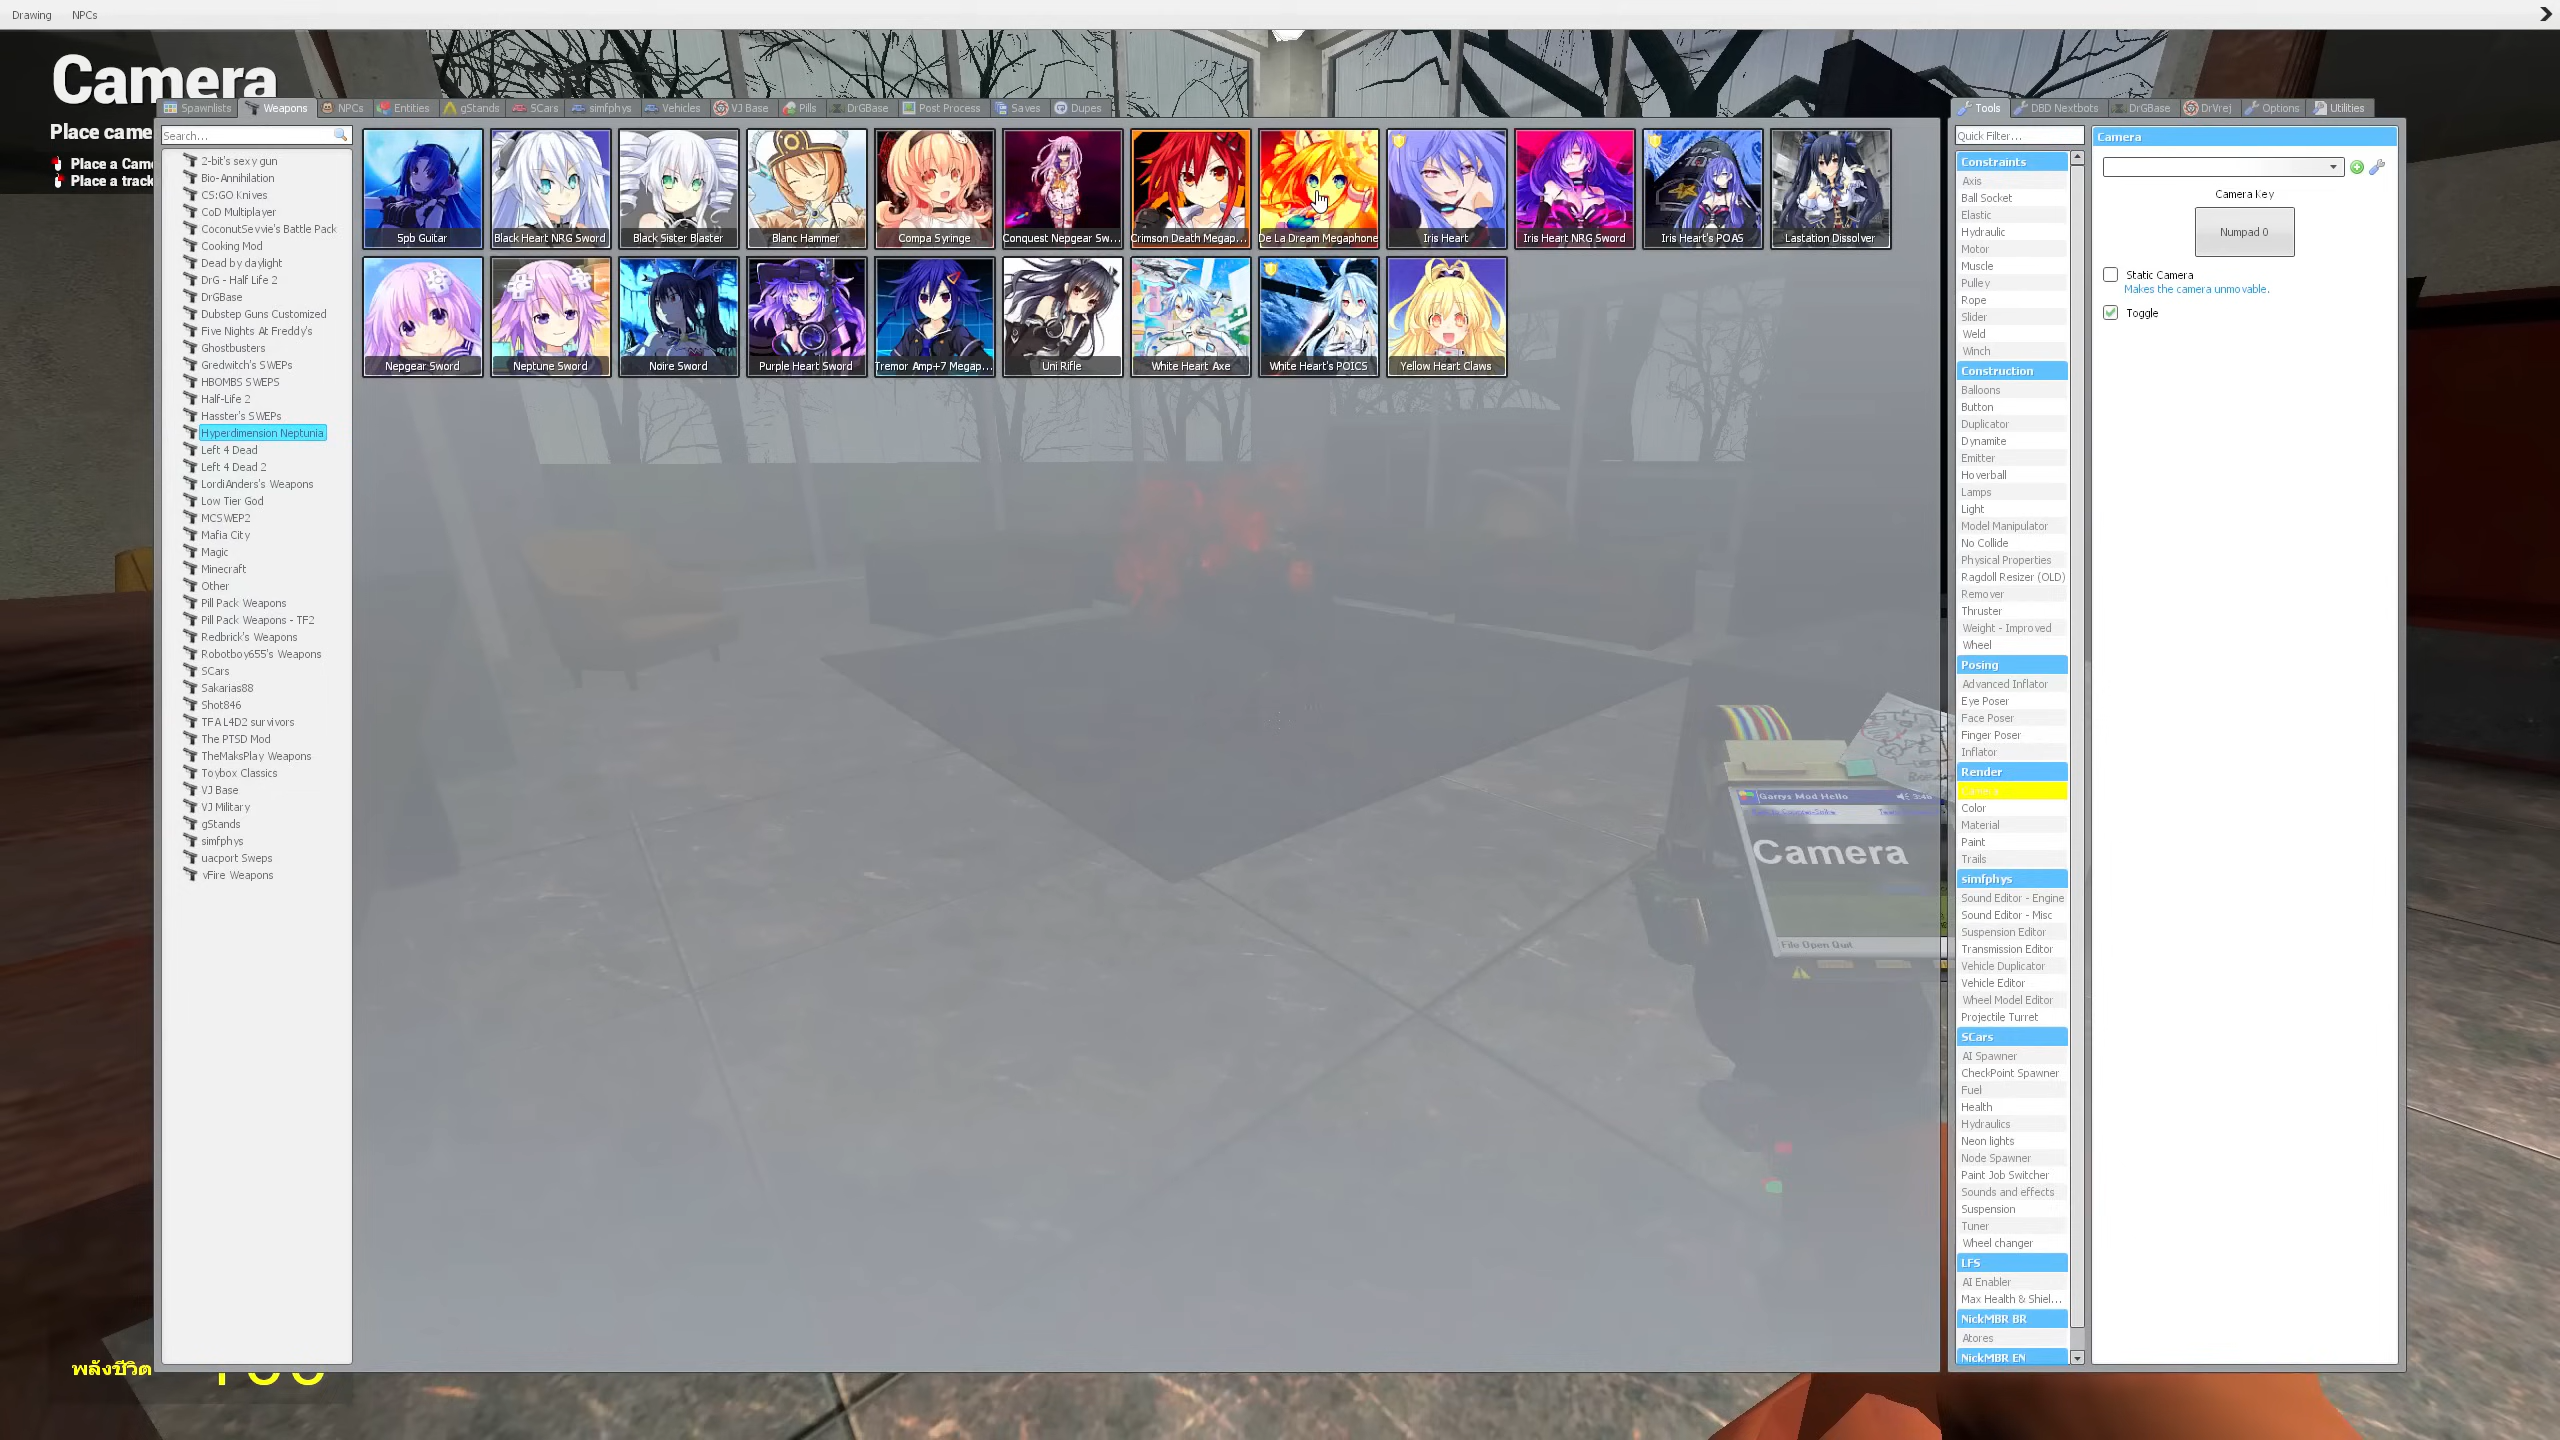 Drawing NPCs
Camera
Place came
Place a Cam
Place a track
Spawnlists Weapons NPCs Entities gStands SCars simfphys Vehicles VJ Base Pills DrGBase Post Process Saves Dupes
Search...
2-bit's sexy gun
Bio-Annihilation
CS:GO Knives
CoD Multiplayer
CoconutSevvie's Battle Pack
Cooking Mod
Dead by daylight
DrG - Half Life 2
DrGBase
Dubstep Guns Customized
Five Nights At Freddy's
Ghostbusters
Gredwitch's SWEPs
HBOMBS SWEPS
Half-Life 2
Hasster's SWEPs
Hyperdimension Neptunia
Left 4 Dead
Left 4 Dead 2
LordiAnders's Weapons
Low Tier God
MCSWEP2
Mafia City
Magic
Minecraft
Other
Pill Pack Weapons
Pill Pack Weapons - TF2
Redbrick's Weapons
Robotboy655's Weapons
SCars
Sakarias88
Shot846
TFA L4D2 survivors
The PTSD Mod
TheMaksPlay Weapons
Toybox Classics
VJ Base
VJ Military
gStands
simfphys
uacport Sweps
vFire Weapons
5pb Guitar
Black Heart NRG Sword
Black Sister Blaster
Blanc Hammer
Compa Syringe
Conquest Nepgear Sw...
Crimson Death Megap...
De La Dream Megaphone
Iris Heart
Iris Heart NRG Sword
Iris Heart's POAS
Lastation Dissolver
Nepgear Sword
Neptune Sword
Noire Sword
Purple Heart Sword
Tremor Amp+7 Megap...
Uni Rifle
White Heart Axe
White Heart's POICS
Yellow Heart Claws
Garrys Mod Hello
Camera
File Open Quit
พลังชีวิต
100
Tools DBD Nextbots DrGBase DrVrej Options Utilities
Quick Filter...
Constraints
Axis
Ball Socket
Elastic
Hydraulic
Motor
Muscle
Pulley
Rope
Slider
Weld
Winch
Construction
Balloons
Button
Duplicator
Dynamite
Emitter
Hoverball
Lamps
Light
Model Manipulator
No Collide
Physical Properties
Ragdoll Resizer (OLD)
Remover
Thruster
Weight - Improved
Wheel
Posing
Advanced Inflator
Eye Poser
Face Poser
Finger Poser
Inflator
Render
Camera
Color
Material
Paint
Trails
simfphys
Sound Editor - Engine
Sound Editor - Misc
Suspension Editor
Transmission Editor
Vehicle Duplicator
Vehicle Editor
Wheel Model Editor
Projectile Turret
SCars
AI Spawner
CheckPoint Spawner
Fuel
Health
Hydraulics
Neon lights
Node Spawner
Paint Job Switcher
Sounds and effects
Suspension
Tuner
Wheel changer
LFS
AI Enabler
Max Health & Shiel...
NickMBR BR
Atores
NickMBR EN
Camera
Camera Key
Numpad 0
Static Camera
Makes the camera unmovable.
Toggle